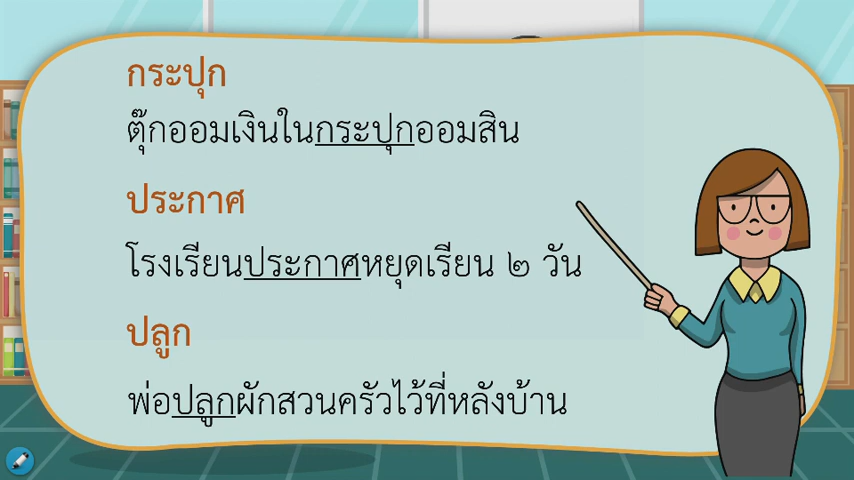 กระปุก
ตุ๊กออมเงินในกระปุกออมสิน
ประกาศ
โรงเรียนประกาศหยุดเรียน ๒ วัน
ปลูก
พ่อปลูกผักสวนครัวไว้ที่หลังบ้าน